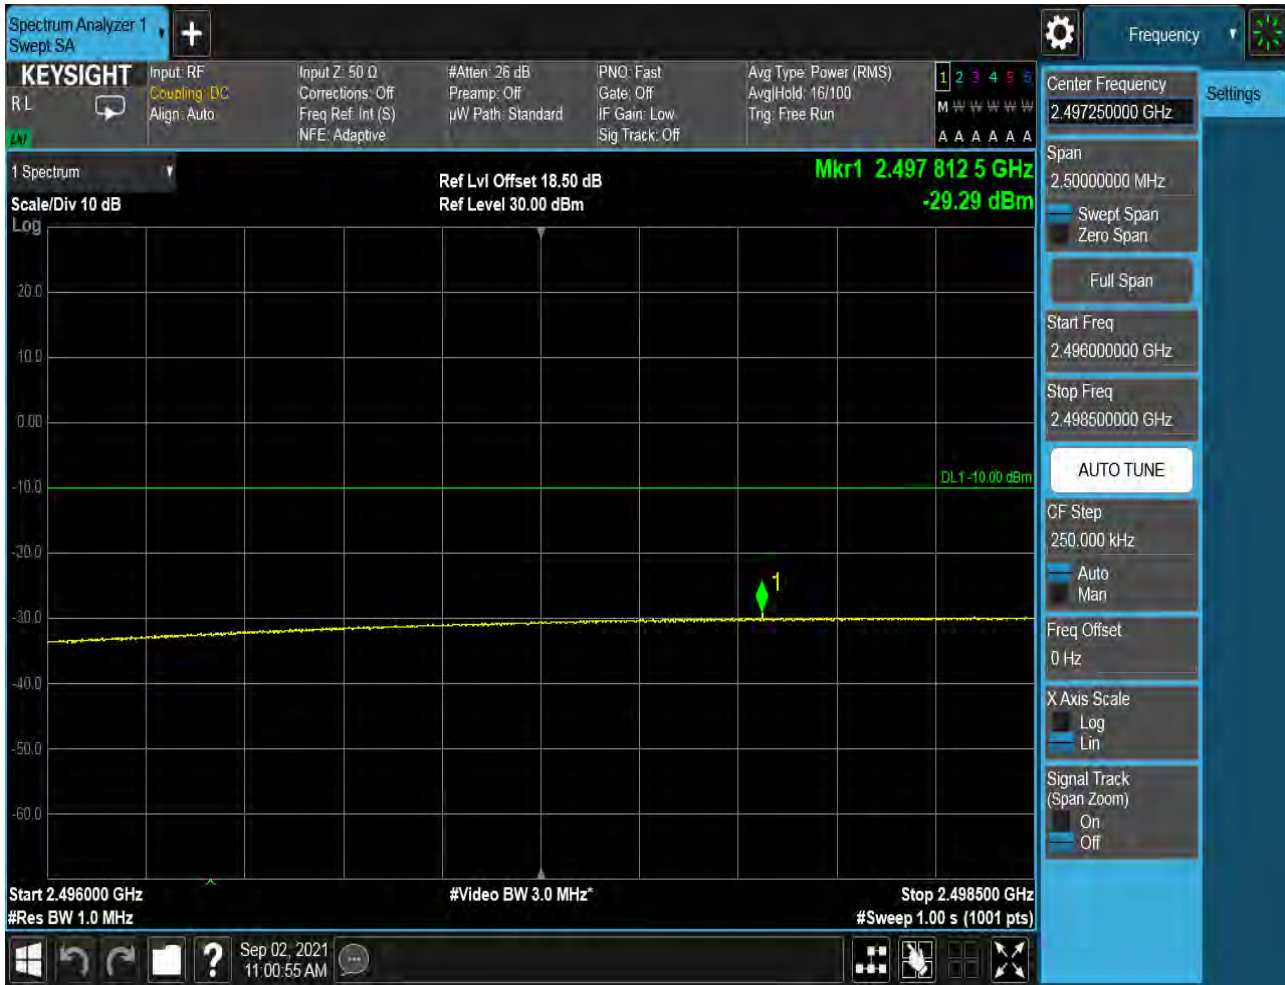 Spectrum Analyzer 1
Swept SA
Frequency
KEYSIGHT
R L
Input: RF
Coupling: DC
Align: Auto
Input Z: 50 Ω
Corrections: Off
Freq Ref: Int (S)
NFE: Adaptive
#Atten: 26 dB
Preamp: Off
µW Path: Standard
PNO: Fast
Gate: Off
IF Gain: Low
Sig Track: Off
Avg Type: Power (RMS)
Avg|Hold: 16/100
Trig: Free Run
1 2 3 4 5 6
M W W W W W
A A A A A A
1 Spectrum
Scale/Div 10 dB
Log
Ref Lvl Offset 18.50 dB
Ref Level 30.00 dBm
Mkr1 2.497 812 5 GHz
-29.29 dBm
20.0
10.0
0.00
-10.0
-20.0
-30.0
-40.0
-50.0
-60.0
DL1 -10.00 dBm
1
Start 2.496000 GHz
#Res BW 1.0 MHz
#Video BW 3.0 MHz*
Stop 2.498500 GHz
#Sweep 1.00 s (1001 pts)
Sep 02, 2021
11:00:55 AM
Center Frequency
2.497250000 GHz
Settings
Span
2.50000000 MHz
Swept Span
Zero Span
Full Span
Start Freq
2.496000000 GHz
Stop Freq
2.498500000 GHz
AUTO TUNE
CF Step
250.000 kHz
Auto
Man
Freq Offset
0 Hz
X Axis Scale
Log
Lin
Signal Track
(Span Zoom)
On
Off